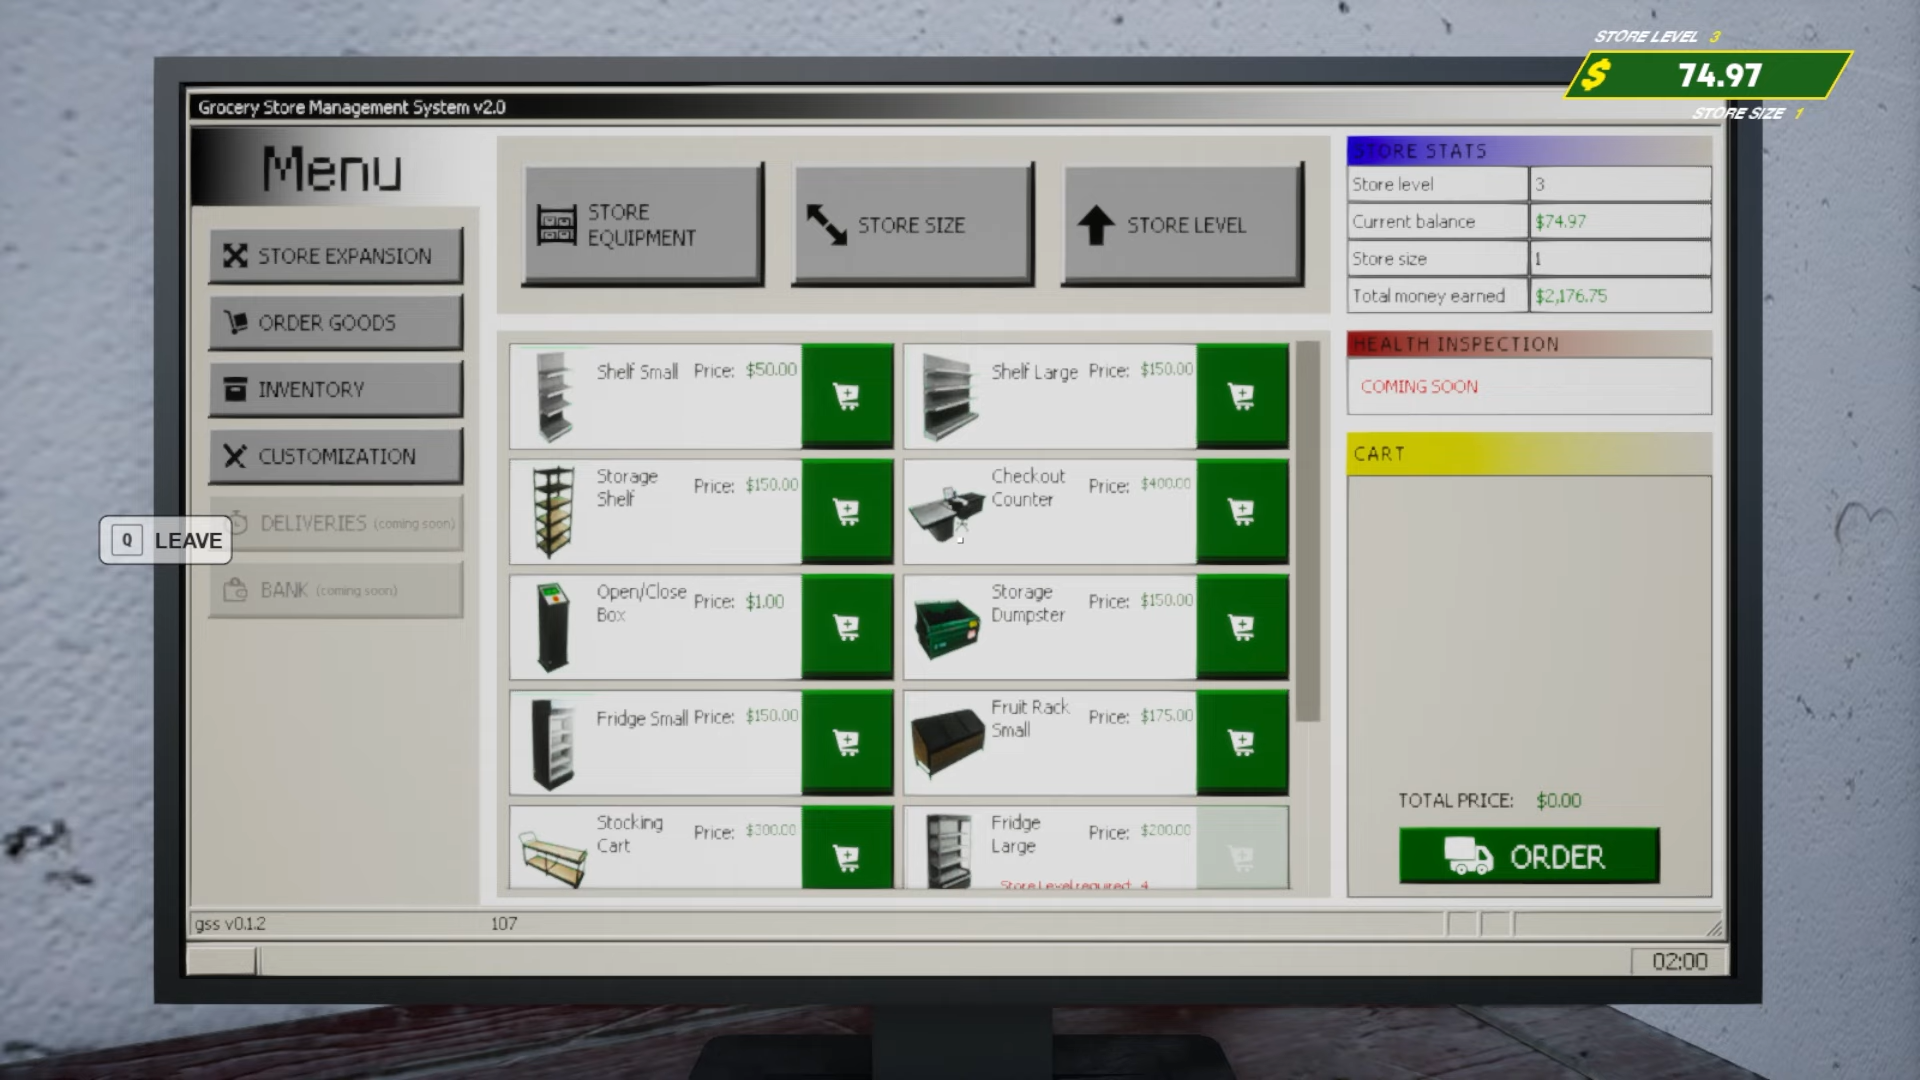 STORE LEVEL 3
$ 74.97
STORE SIZE 1
Grocery Store Management System v2.0
Menu
STORE EXPANSION
ORDER GOODS
INVENTORY
CUSTOMIZATION
DELIVERIES (coming soon)
BANK (coming soon)
Q LEAVE
STORE
EQUIPMENT
STORE SIZE
STORE LEVEL
Shelf Small Price: $50.00
Shelf Large Price: $150.00
Storage
Shelf
Price: $150.00
Checkout
Counter
Price: $400.00
Open/Close
Box
Price: $1.00
Storage
Dumpster
Price: $150.00
Fridge Small Price: $150.00
Fruit Rack
Small
Price: $175.00
Stocking
Cart
Price: $300.00
Fridge
Large
Price: $200.00
Store Level required: 4
STORE STATS
Store level 3
Current balance $74.97
Store size 1
Total money earned $2,176.75
HEALTH INSPECTION
COMING SOON
CART
TOTAL PRICE: $0.00
ORDER
gss v0.1.2
107
02:00